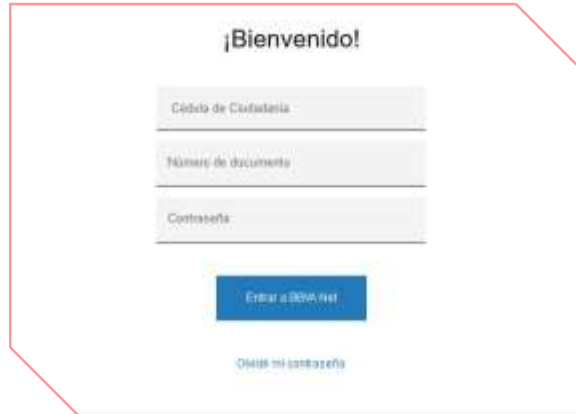 ¡Bienvenido!
Cédula de Ciudadanía
Número de documento
Contraseña
Entrar a BBVA Net
Olvidé mi contraseña